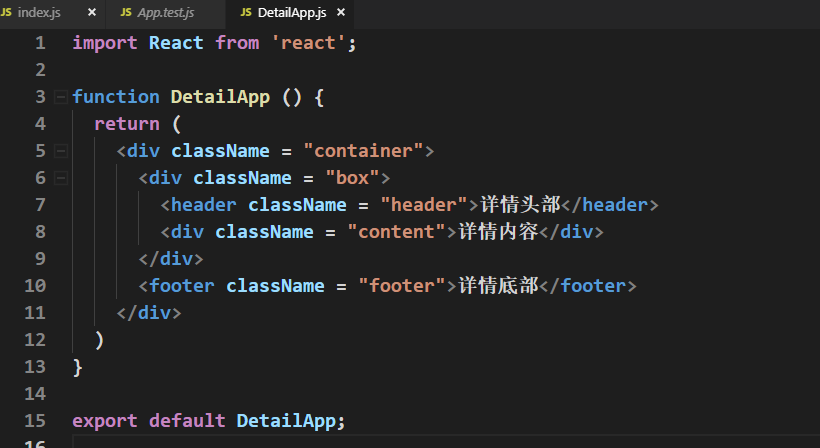 JS index.js × JS App.test.js JS DetailApp.js ×
1 import React from 'react';
2
3 function DetailApp () {
4 return (
5 <div className = "container">
6 <div className = "box">
7 <header className = "header">详情头部</header>
8 <div className = "content">详情内容</div>
9 </div>
10 <footer className = "footer">详情底部</footer>
11 </div>
12 )
13 }
14
15 export default DetailApp;
16